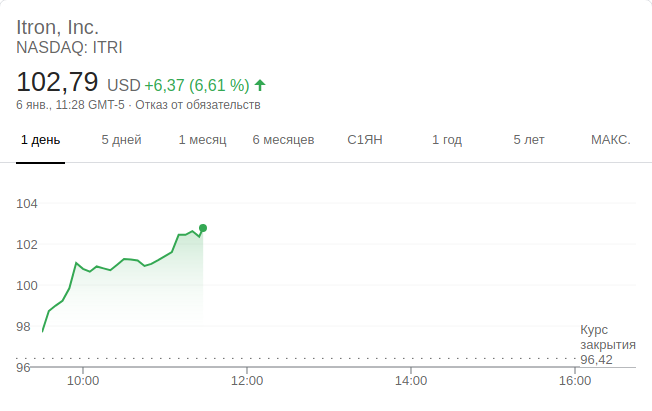 Itron, Inc.
NASDAQ: ITRI
102,79 USD +6,37 (6,61 %)
6 янв., 11:28 GMT-5 · Отказ от обязательств
1 день 5 дней 1 месяц 6 месяцев С1ЯН 1 год 5 лет МАКС.
104
102
100
98
96
Курс
закрытия
96,42
10:00 12:00 14:00 16:00